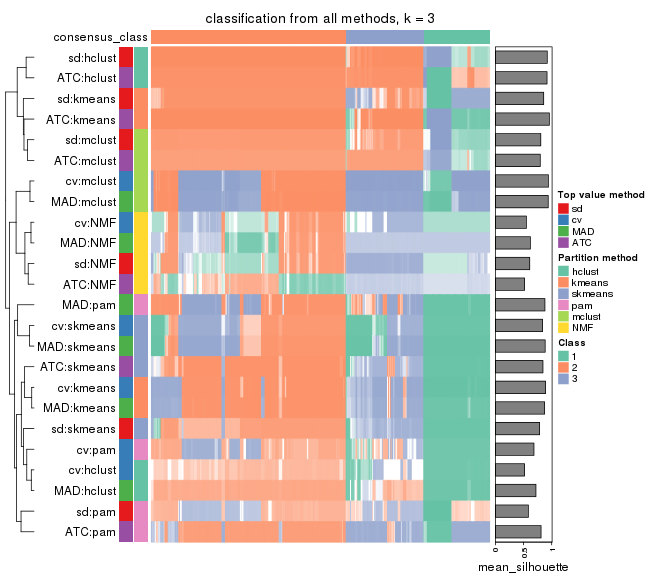 classification from all methods, k = 3
consensus_class
sd:hclust
ATC:hclust
sd:kmeans
ATC:kmeans
sd:mclust
ATC:mclust
cv:mclust
MAD:mclust
cv:NMF
MAD:NMF
sd:NMF
ATC:NMF
MAD:pam
cv:skmeans
MAD:skmeans
ATC:skmeans
cv:kmeans
MAD:kmeans
sd:skmeans
cv:pam
cv:hclust
MAD:hclust
sd:pam
ATC:pam
0
0.5
1
mean_silhouette
Top value method
sd
cv
MAD
ATC
Partition method
hclust
kmeans
skmeans
pam
mclust
NMF
Class
1
2
3